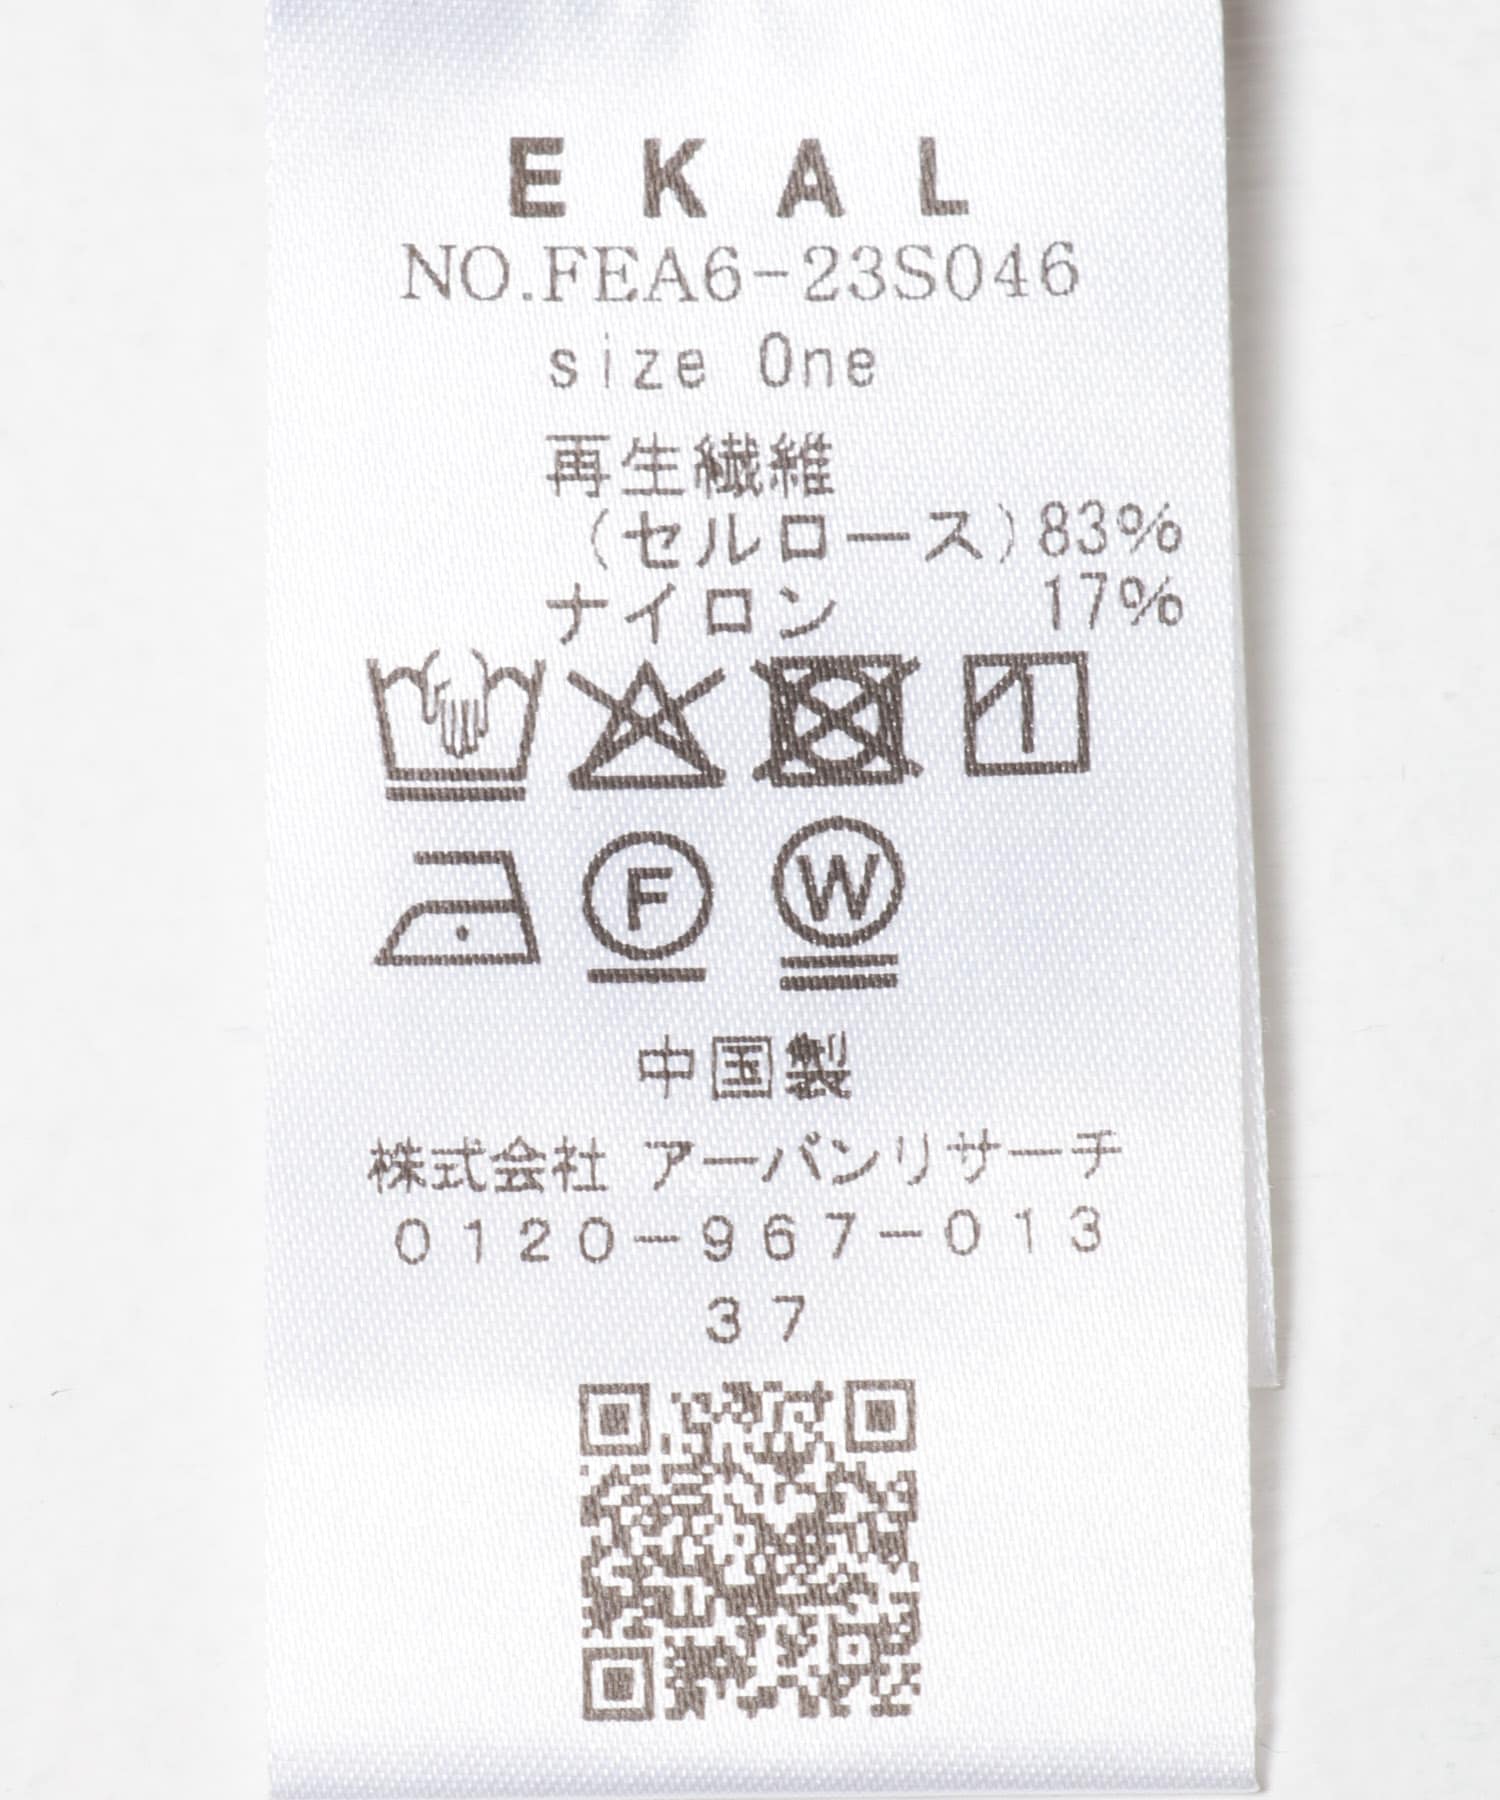 EKAL
NO.FEA6-23S046
size One
再生繊維
(セルロース) 83%
ナイロン 17%
F W
中国製
株式会社 アーバンリサーチ
0120-967-013
37